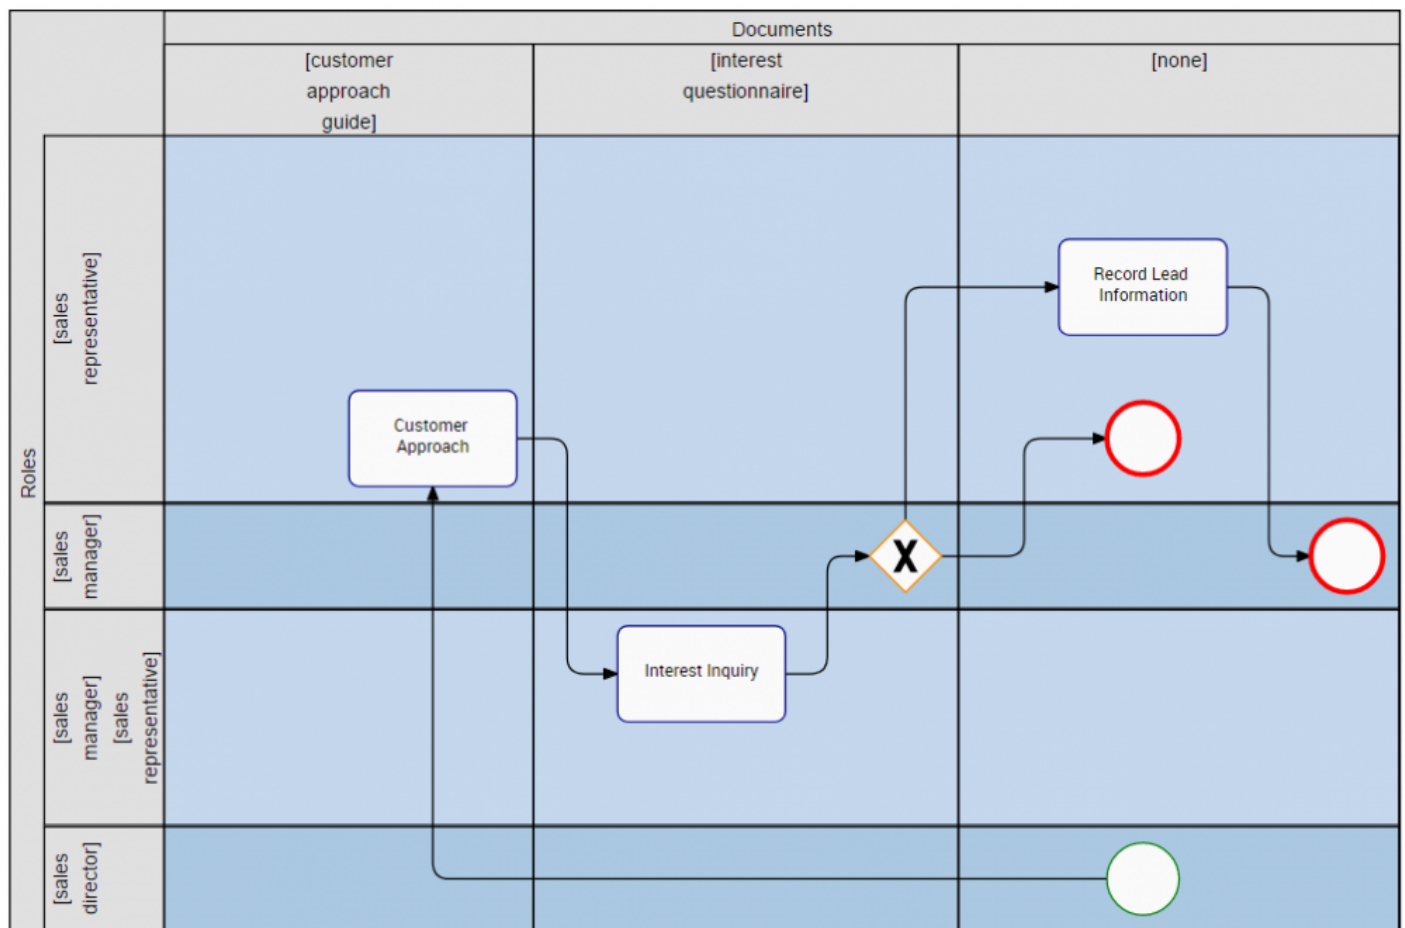 Documents
[customer
approach
guide]
[interest
questionnaire]
[none]
Roles
[sales
representative]
Record Lead
Information
Customer
Approach
[sales
manager]
X
[sales
manager]
[sales
representative]
Interest Inquiry
[sales
director]